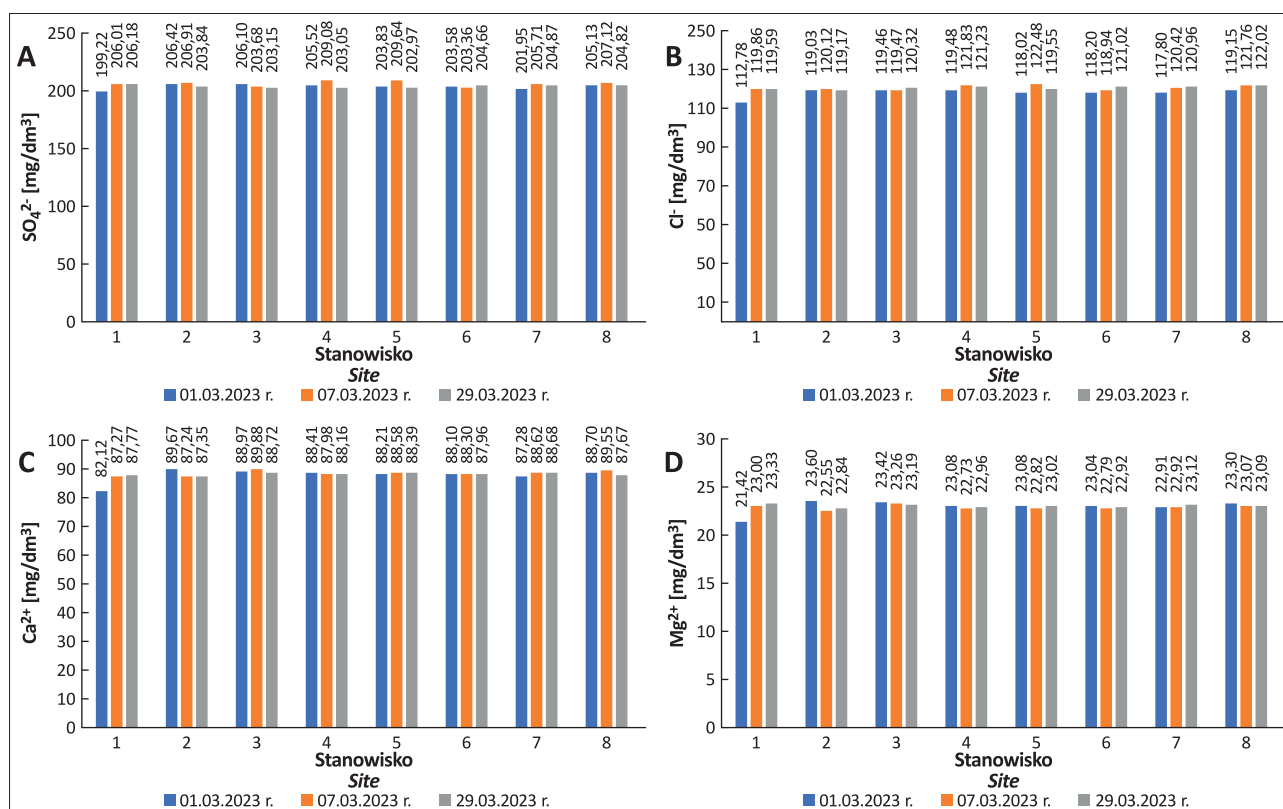 A
SO₄²⁻ [mg/dm³]
250
200
150
100
50
0
199,22 206,01 206,18
206,42 206,91 203,84
206,10 203,68 203,15
205,52 209,08 203,05
203,83 209,64 202,97
203,58 203,36 204,66
201,95 205,71 204,87
205,13 207,12 204,82
1 2 3 4 5 6 7 8
Stanowisko
Site
01.03.2023 r. 07.03.2023 r. 29.03.2023 r.
B
Cl⁻ [mg/dm³]
250
130
110
90
70
50
50
30
10
112,78 119,86 119,59
119,03 120,12 119,17
119,46 119,47 120,32
119,48 121,83 121,23
118,02 122,48 119,55
118,20 118,94 121,02
117,80 120,42 120,96
119,15 121,76 122,02
1 2 3 4 5 6 7 8
Stanowisko
Site
01.03.2023 r. 07.03.2023 r. 29.03.2023 r.
C
Ca²⁺ [mg/dm³]
100
90
80
70
60
50
40
30
20
10
0
82,12 87,27 87,77
89,67 87,24 87,35
88,97 89,88 88,72
88,41 87,98 88,16
88,21 88,58 88,39
88,10 88,30 87,96
87,28 88,62 88,68
88,70 89,55 87,67
1 2 3 4 5 6 7 8
Stanowisko
Site
01.03.2023 r. 07.03.2023 r. 29.03.2023 r.
D
Mg²⁺ [mg/dm³]
30
25
20
15
10
5
0
21,42 23,00 23,33
23,60 22,55 22,84
23,42 23,26 23,19
23,08 22,73 22,96
23,08 22,82 23,02
23,04 22,79 22,92
22,91 22,92 23,12
23,30 23,07 23,09
1 2 3 4 5 6 7 8
Stanowisko
Site
01.03.2023 r. 07.03.2023 r. 29.03.2023 r.